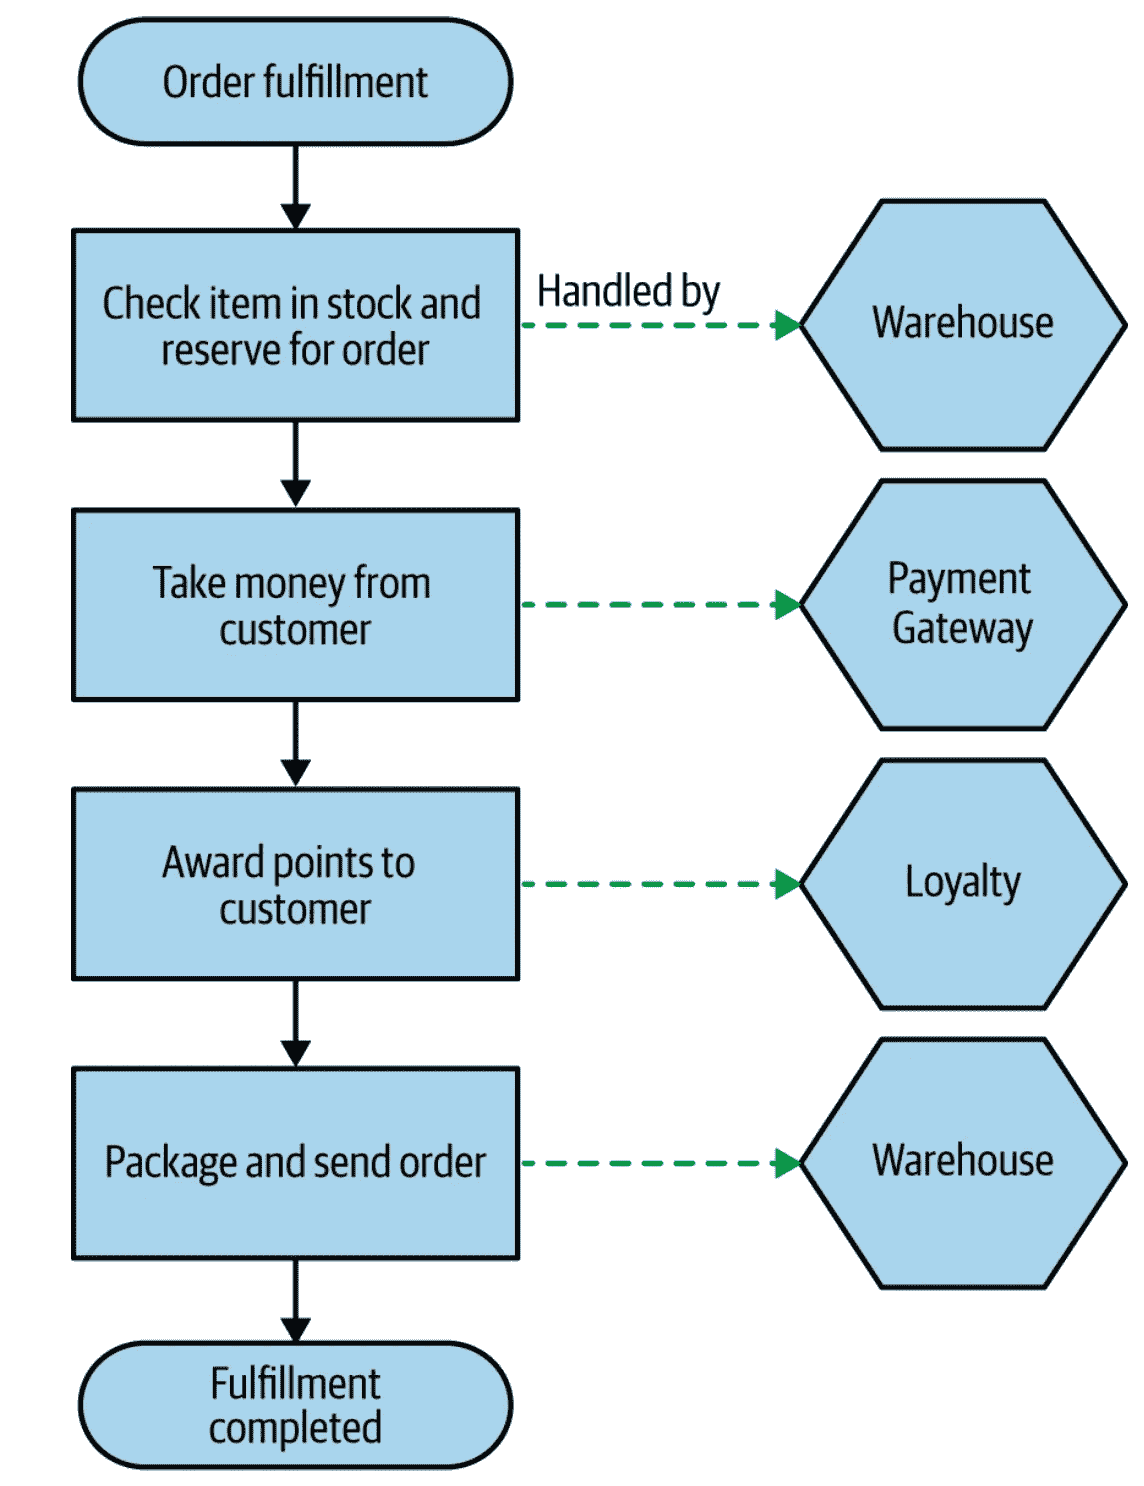 Order fulfillment
Check item in stock and
reserve for order
Handled by
Warehouse
Take money from
customer
Payment
Gateway
Award points to
customer
Loyalty
Package and send order
Warehouse
Fulfillment
completed